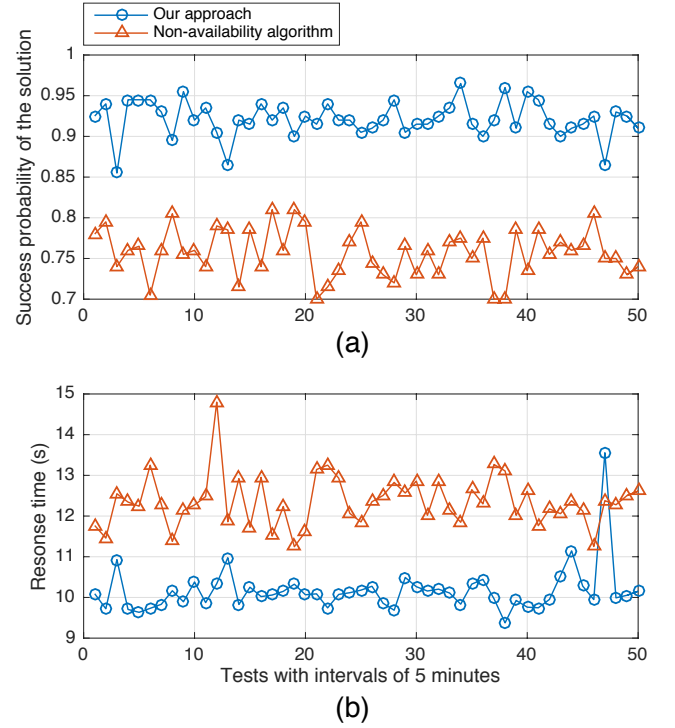 Our approach
Non-availability algorithm
Success probability of the solution
1
0.95
0.9
0.85
0.8
0.75
0.7
0 10 20 30 40 50
(a)
Resonse time (s)
15
14
13
12
11
10
9
0 10 20 30 40 50
Tests with intervals of 5 minutes
(b)